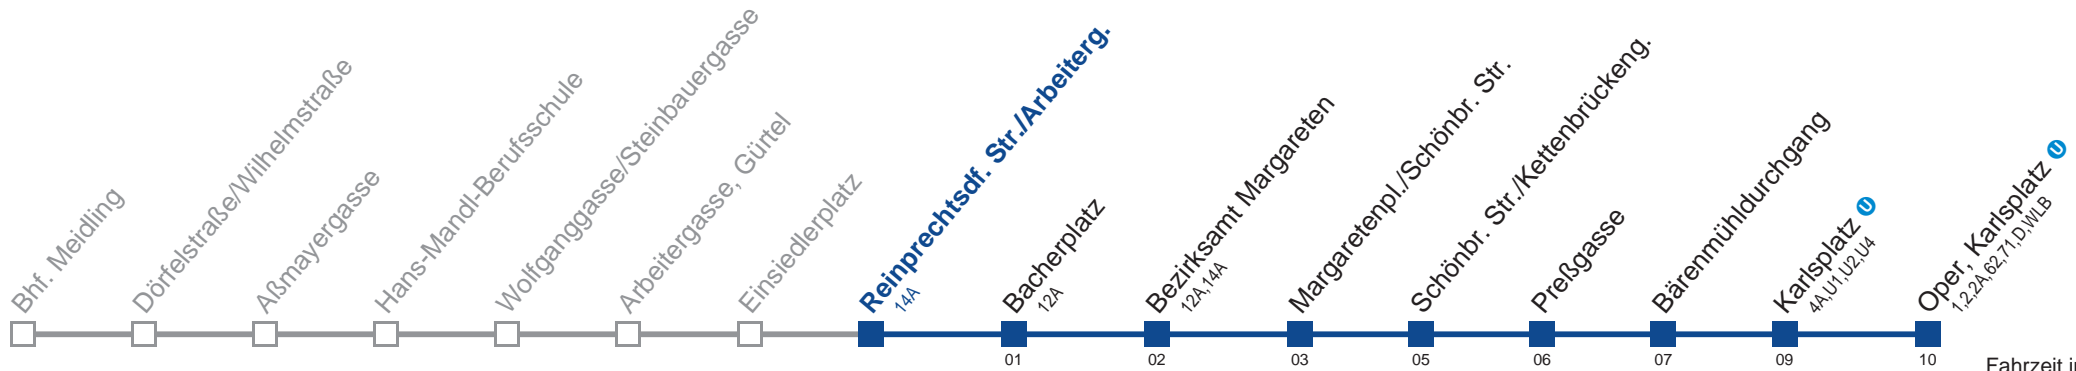 Bhf. Meidling
Dörfelstraße/Wilhelmstraße
Aßmayergasse
Hans-Mandl-Berufsschule
Wolfganggasse/Steinbauergasse
Arbeitergasse, Gürtel
Einsiedlerplatz
Reinprechtsdf. Str./Arbeiterg.
14A
Bacherplatz
12A
Bezirksamt Margareten
12A,14A
Margaretenpl./Schönbr. Str.
Schönbr. Str./Kettenbrückeng.
Preßgasse
Bärenmühldurchgang
Karlsplatz U
4A,U1,U2,U4
Oper, Karlsplatz U
1,2,2A,62,71,D,WLB
01 02 03 05 06 07 09 10
Fahrzeit i